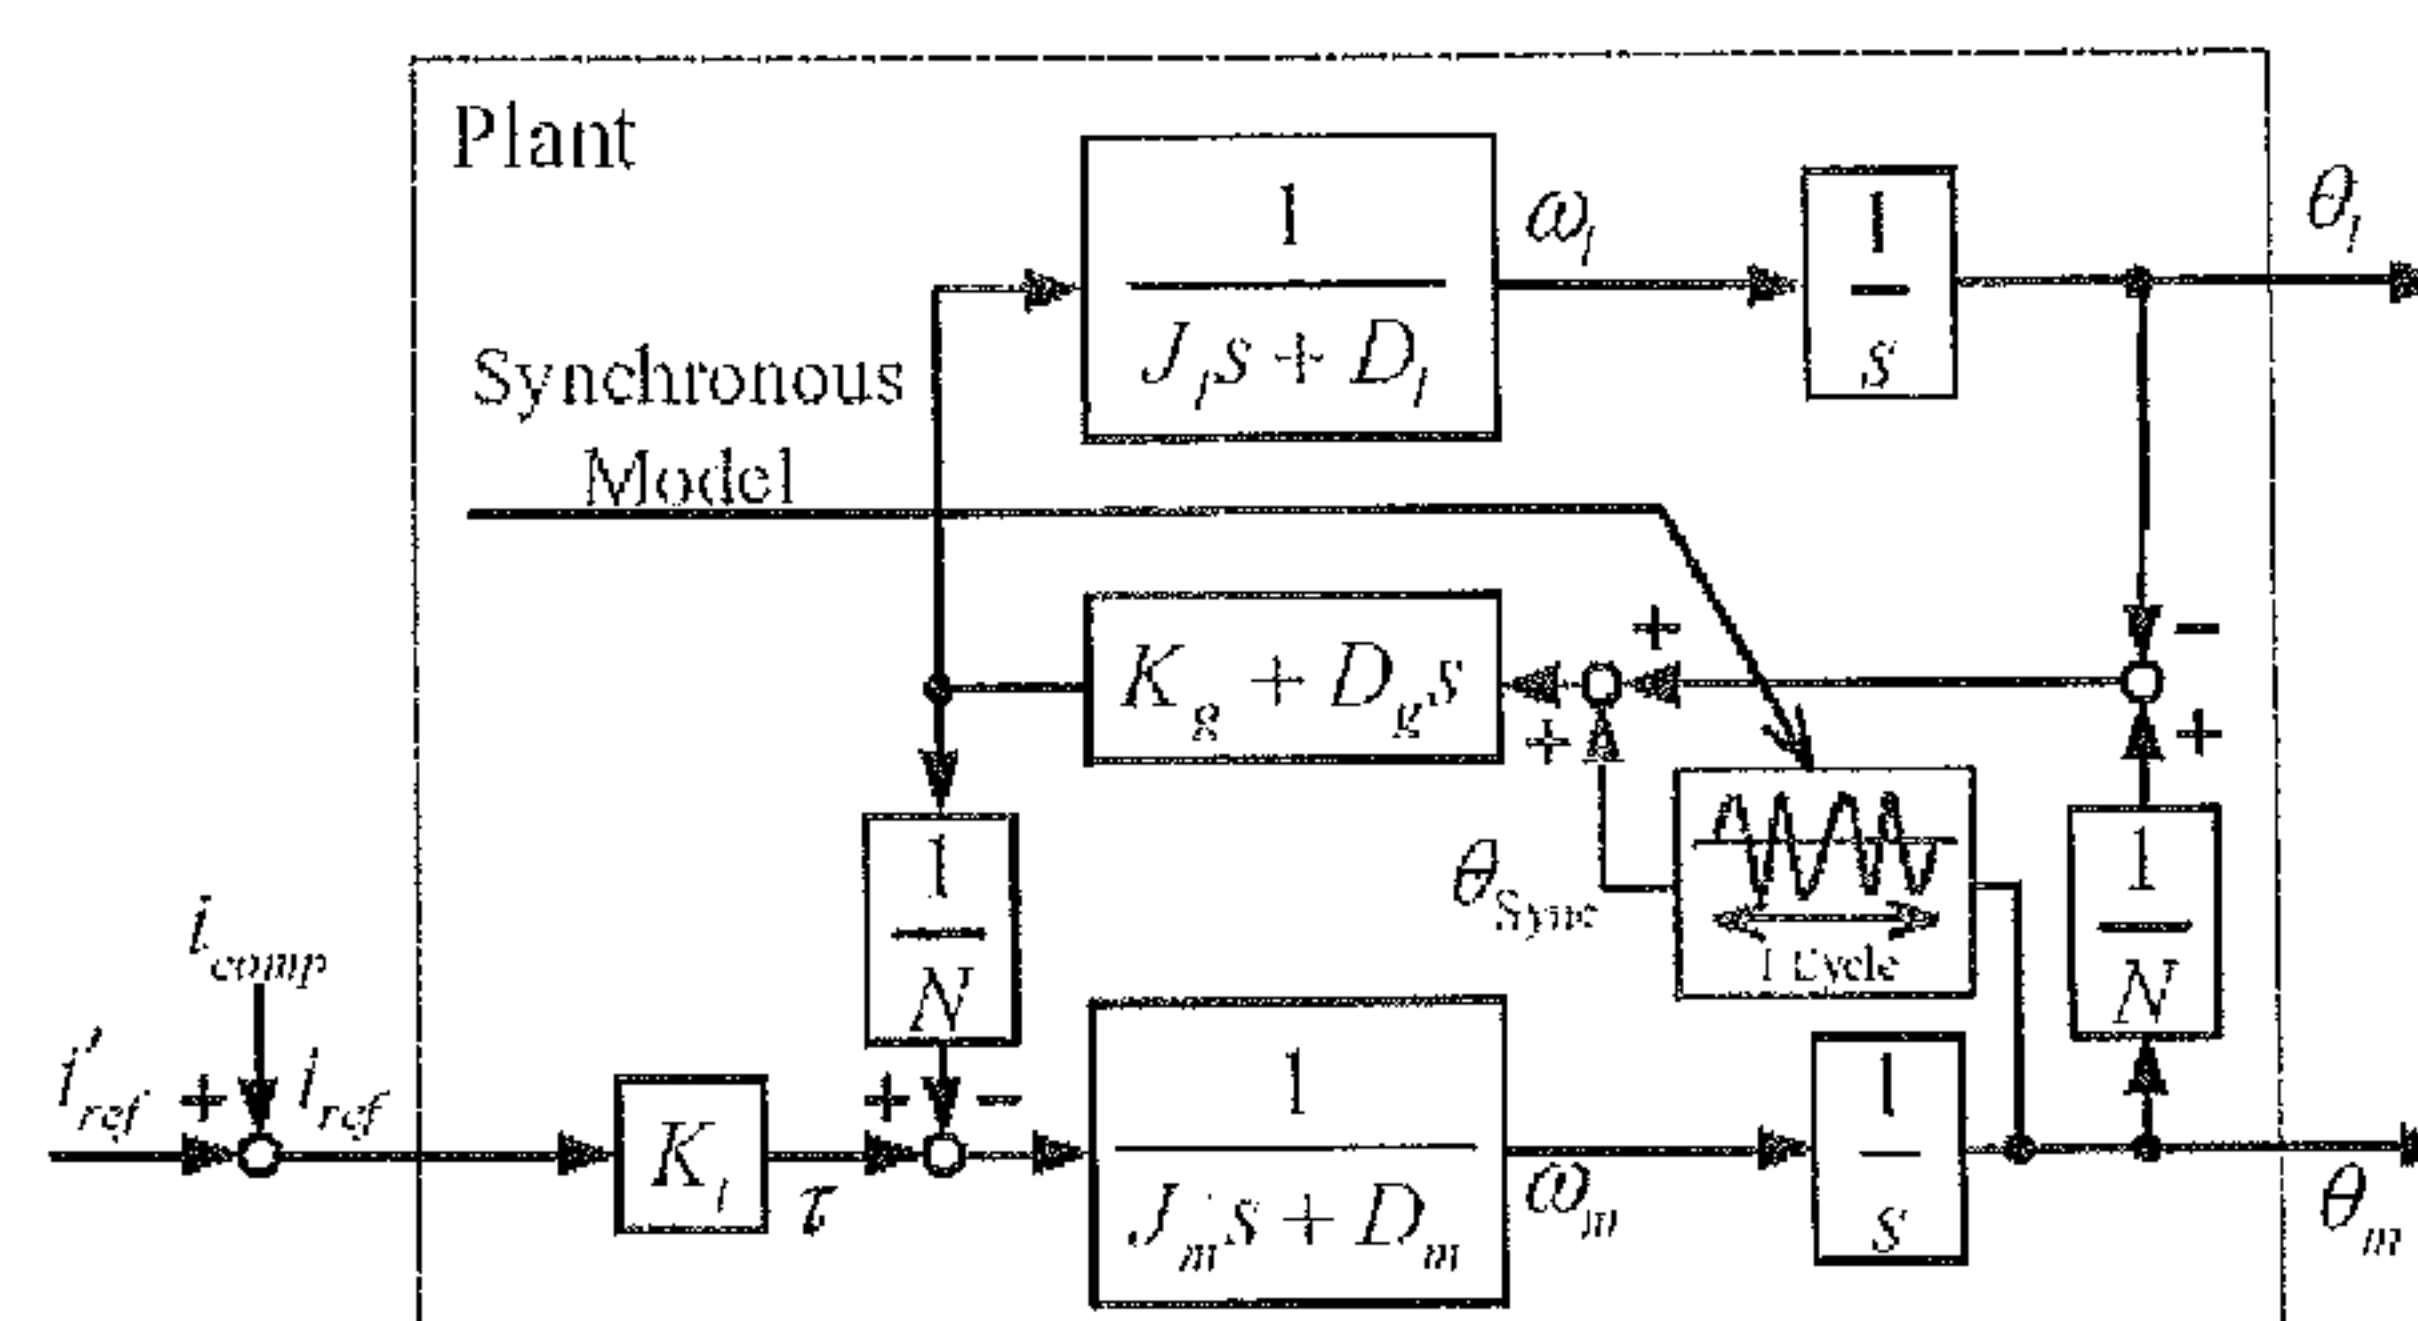 Plant
1
J_l s + D_l
ω_l
1
s
θ_l
Synchronous
Model
K_g + D_g s
+
+
−
+
1
N
θ_Sync
1 Cycle
1
N
i_comp
i'_ref
+
i_ref
K_t
τ
+
−
1
J_m s + D_m
ω_m
1
s
θ_m